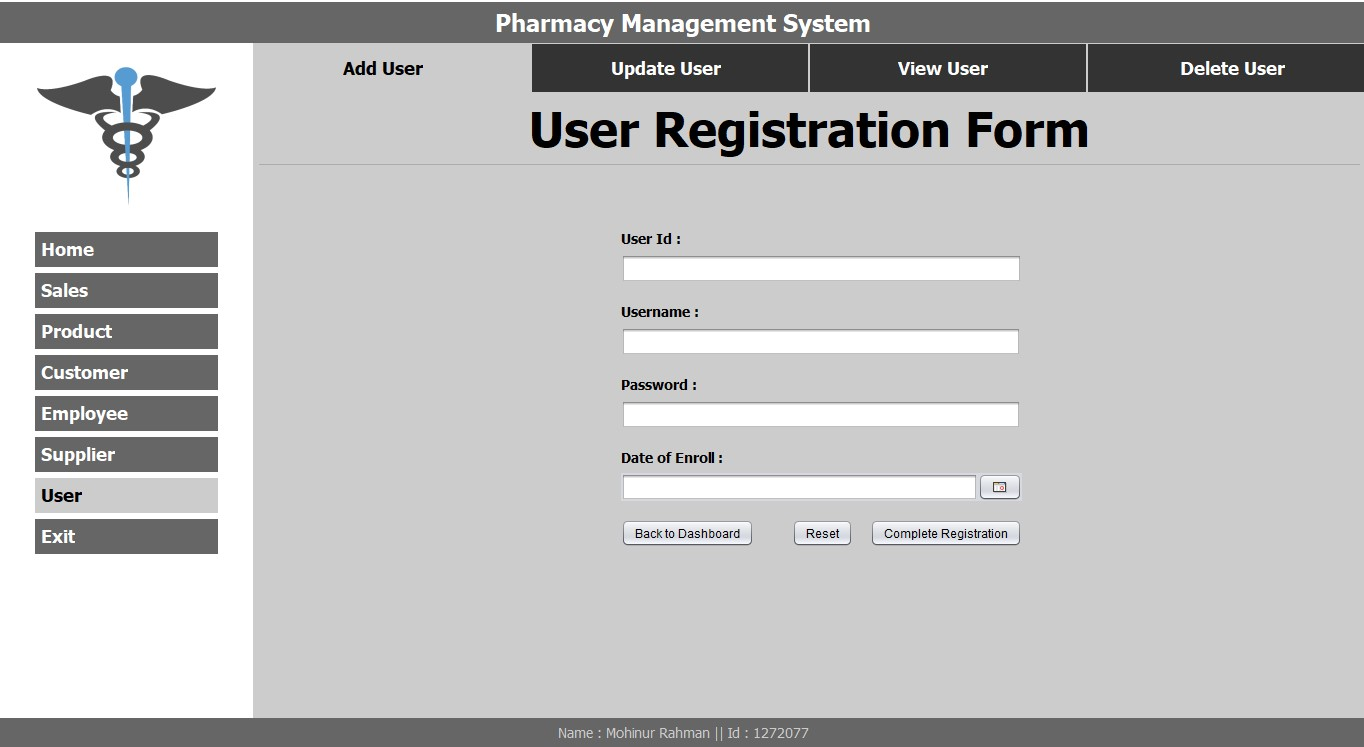 Pharmacy Management System
Add User
Update User
View User
Delete User
User Registration Form
Home
Sales
Product
Customer
Employee
Supplier
User
Exit
User Id :
Username :
Password :
Date of Enroll :
Back to Dashboard
Reset
Complete Registration
Name : Mohinur Rahman || Id : 1272077